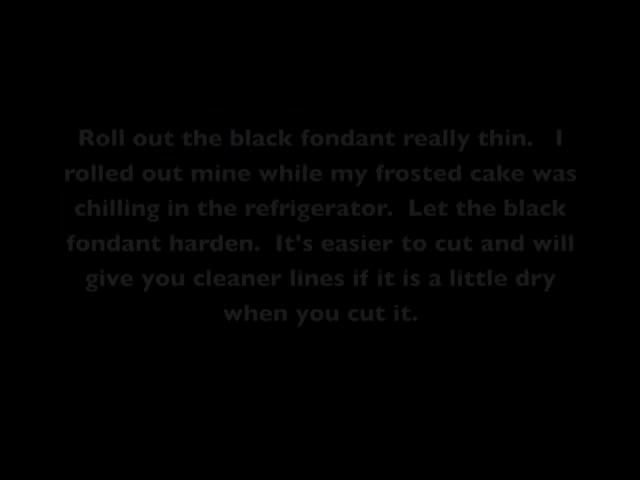 Roll out the black fondant really thin.   I
rolled out mine while my frosted cake was
chilling in the refrigerator.  Let the black
fondant harden.  It's easier to cut and will
give you cleaner lines if it is a little dry
when you cut it.